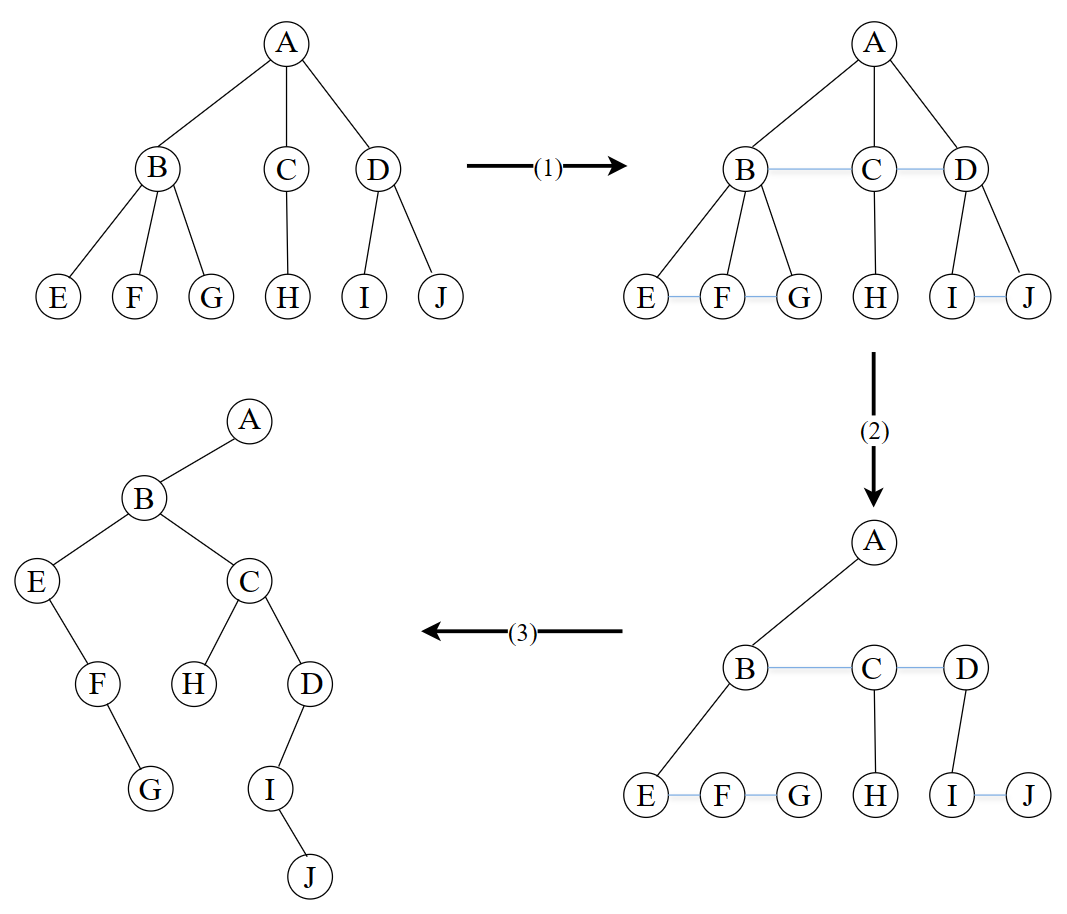 A
B C D
E F G H I J
(1)
A
B C D
E F G H I J
(2)
A
B C D
E F G H I J
(3)
A
B
E C
F H D
G I
J